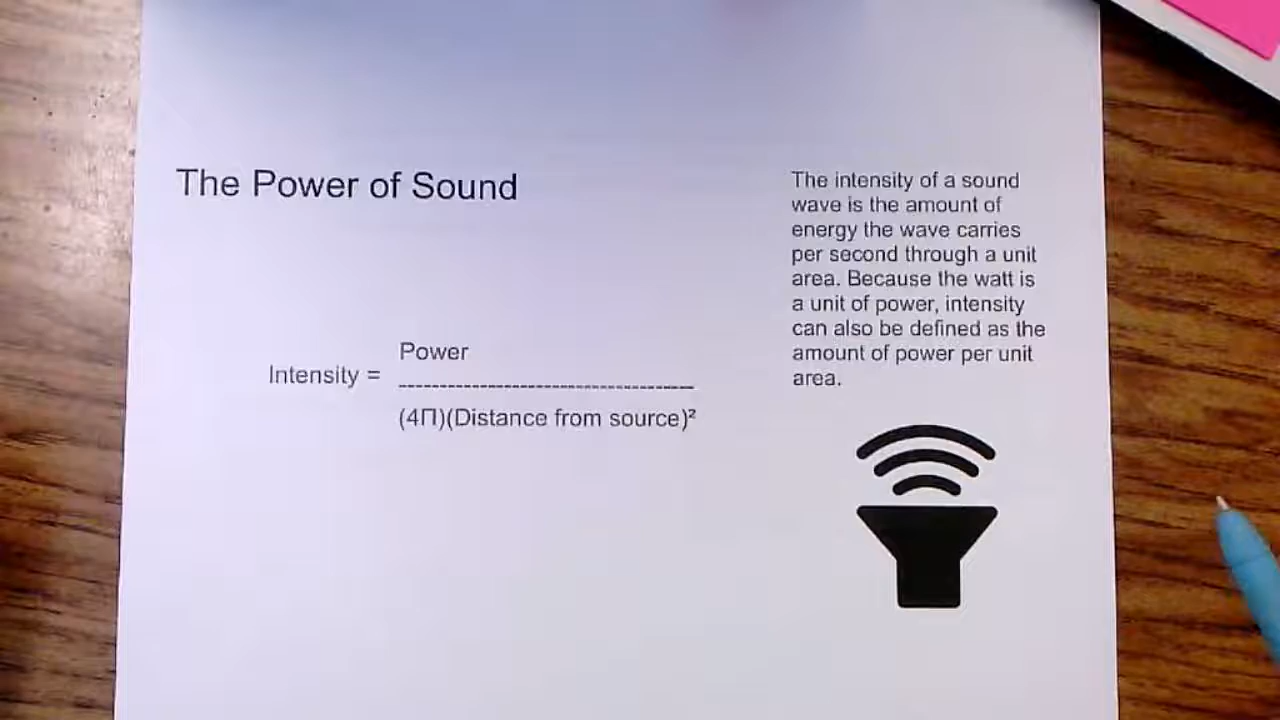 The Power of Sound
Power
Intensity =
(4Π)(Distance from source)²
The intensity of a sound
wave is the amount of
energy the wave carries
per second through a unit
area. Because the watt is
a unit of power, intensity
can also be defined as the
amount of power per unit
area.